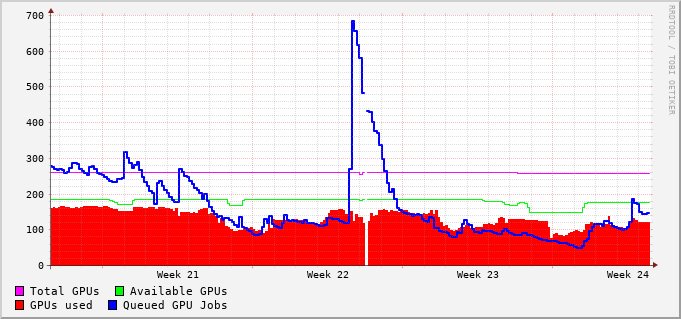 700
600
500
400
300
200
100
0
Week 21 Week 22 Week 23 Week 24
Total GPUs Available GPUs
GPUs used Queued GPU Jobs
RRDTOOL / TOBI OETIKER